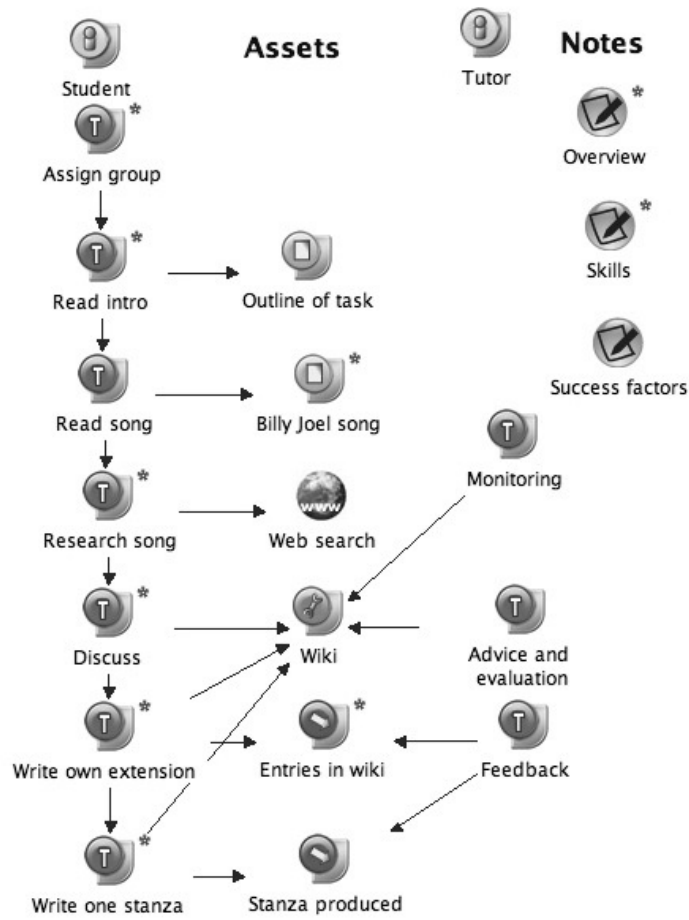 Assets
Notes
Student
Tutor
T *
*
Assign group
Overview
T *
*
Read intro
Outline of task
Skills
T
*
Read song
Billy Joel song
Success factors
T
T *
www
Monitoring
Research song
Web search
T *
T
Discuss
Wiki
Advice and
evaluation
T *
*
T
Write own extension
Entries in wiki
Feedback
T *
Write one stanza
Stanza produced